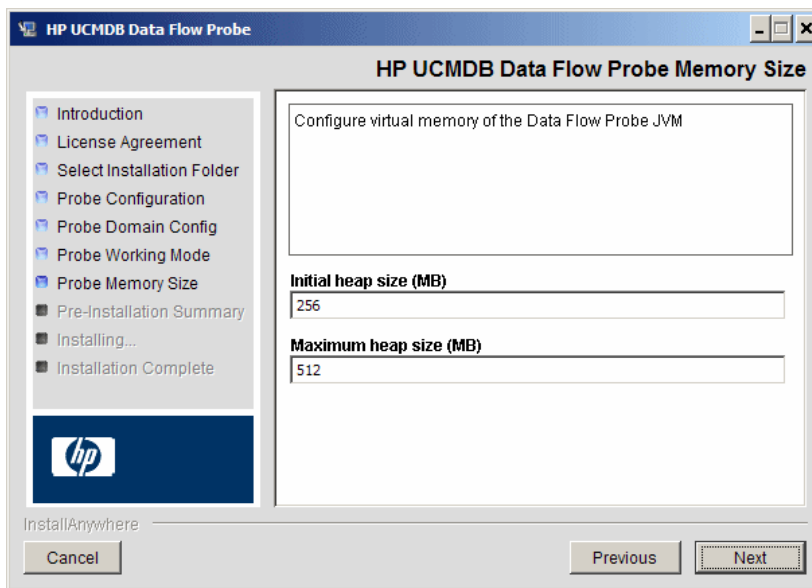 HP UCMDB Data Flow Probe
HP UCMDB Data Flow Probe Memory Size
Introduction
License Agreement
Select Installation Folder
Probe Configuration
Probe Domain Config
Probe Working Mode
Probe Memory Size
Pre-Installation Summary
Installing...
Installation Complete
hp
Configure virtual memory of the Data Flow Probe JVM
Initial heap size (MB)
256
Maximum heap size (MB)
512
InstallAnywhere
Cancel
Previous
Next